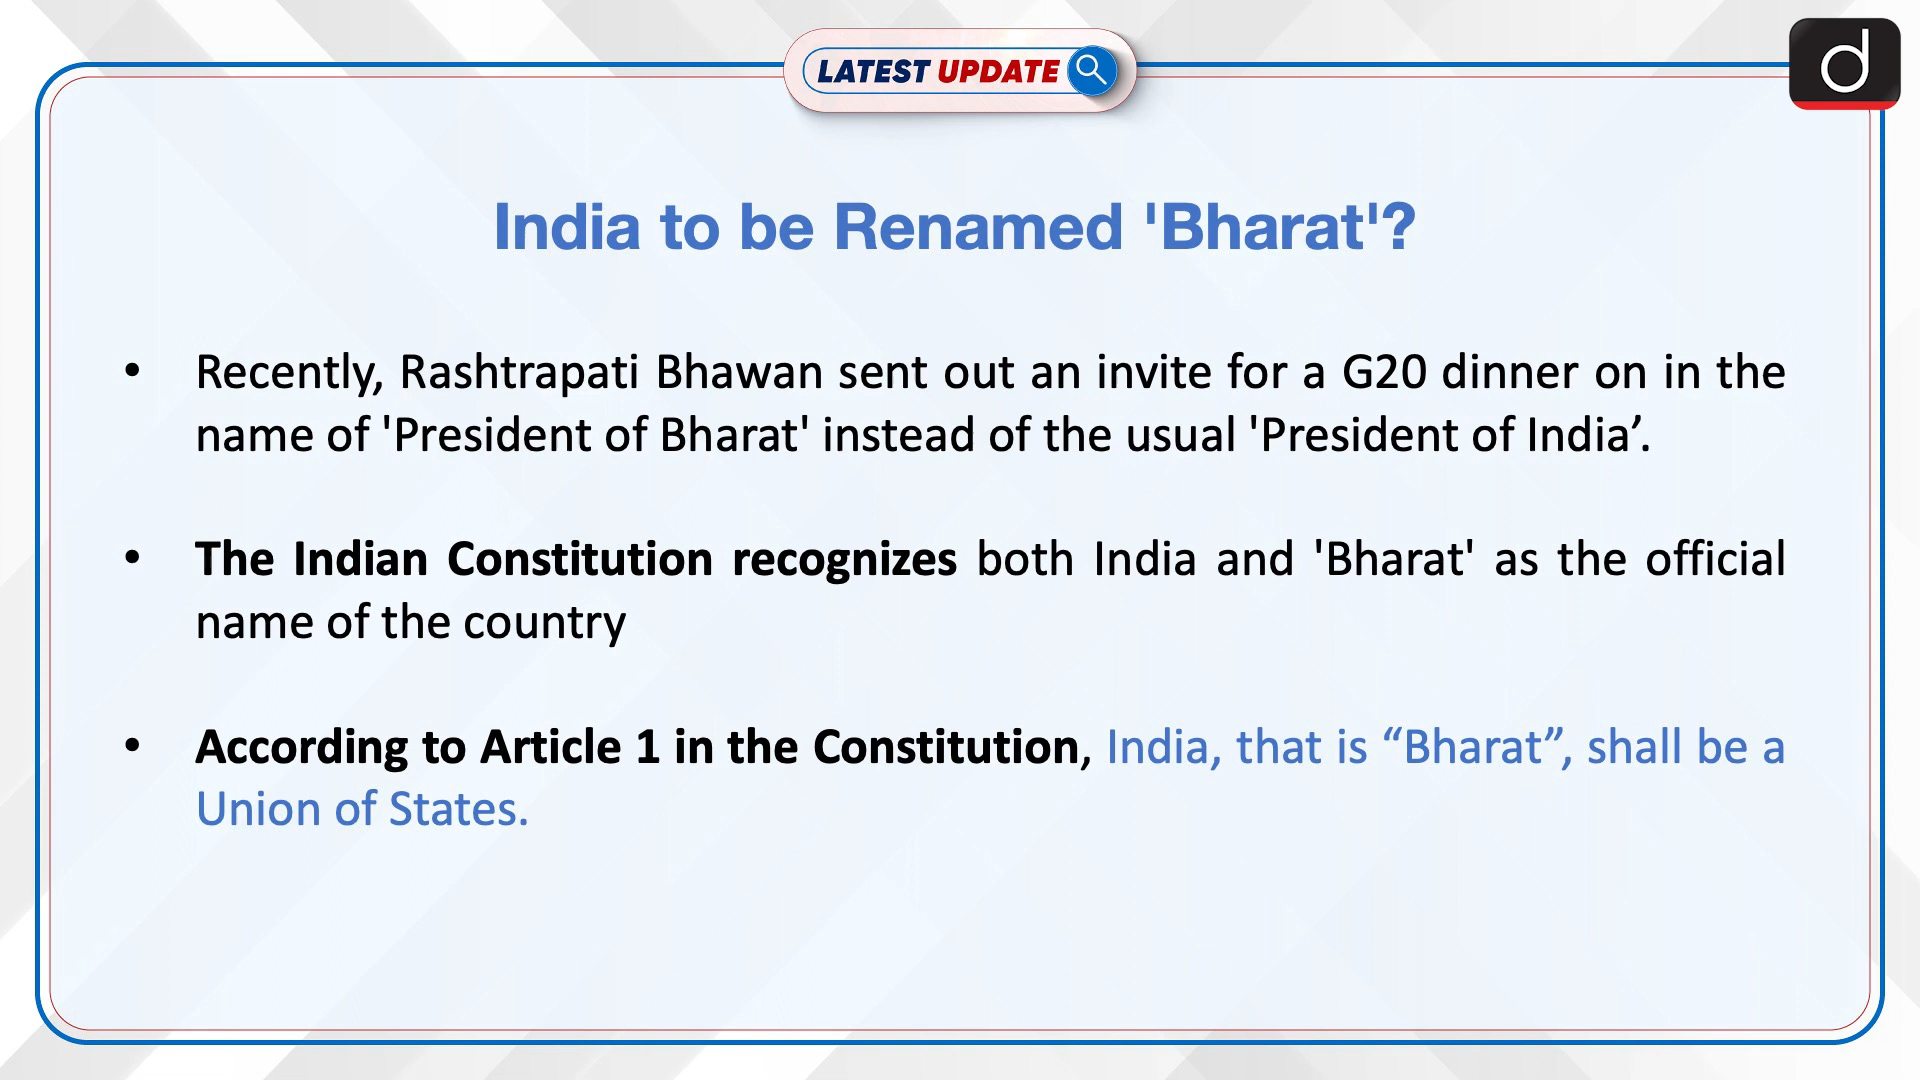 LATEST UPDATE
d
India to be Renamed 'Bharat'?
• Recently, Rashtrapati Bhawan sent out an invite for a G20 dinner on in the
name of 'President of Bharat' instead of the usual 'President of India’.
• The Indian Constitution recognizes both India and 'Bharat' as the official
name of the country
• According to Article 1 in the Constitution, India, that is “Bharat”, shall be a
Union of States.